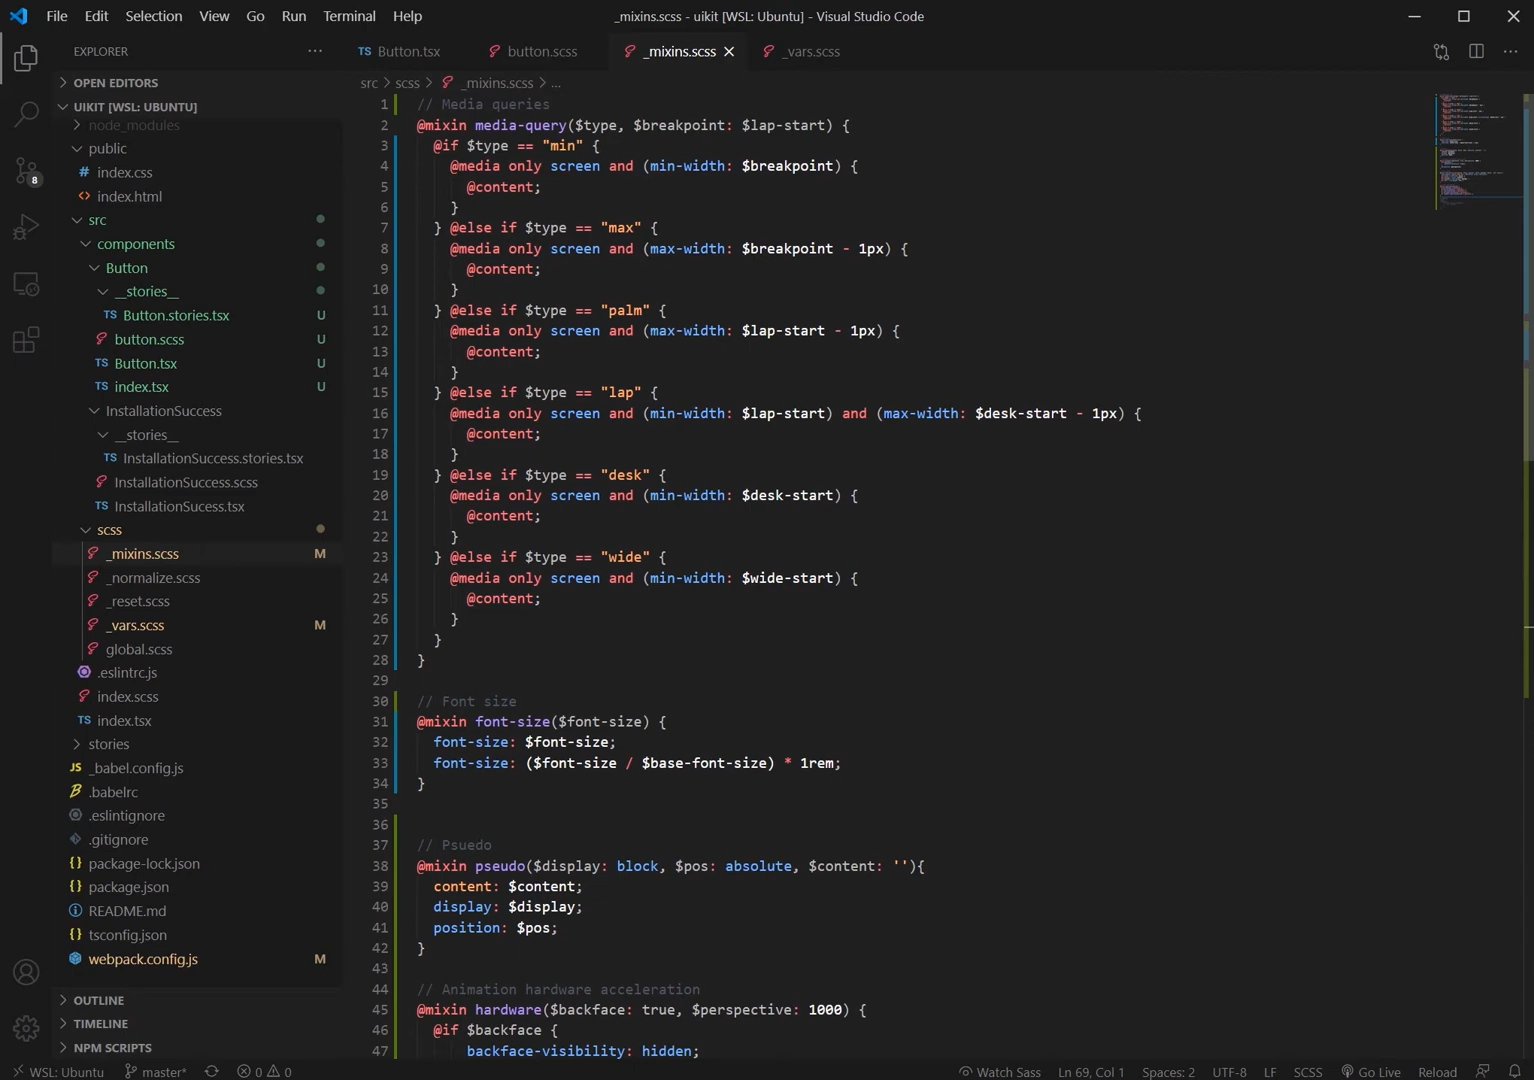 File Edit Selection View Go Run Terminal Help
_mixins.scss - uikit [WSL: Ubuntu] - Visual Studio Code
EXPLORER
OPEN EDITORS
UIKIT [WSL: UBUNTU]
node_modules
public
# index.css
<> index.html
src
components
Button
__stories__
TS Button.stories.tsx U
button.scss U
TS Button.tsx U
TS index.tsx U
InstallationSuccess
__stories__
TS InstallationSuccess.stories.tsx
InstallationSuccess.scss
TS InstallationSucess.tsx
scss
_mixins.scss M
_normalize.scss
_reset.scss
_vars.scss M
global.scss
.eslintrc.js
index.scss
TS index.tsx
stories
JS _babel.config.js
.babelrc
.eslintignore
.gitignore
{} package-lock.json
{} package.json
README.md
{} tsconfig.json
webpack.config.js M
OUTLINE
TIMELINE
NPM SCRIPTS
8
TS Button.tsx button.scss _mixins.scss _vars.scss
src > scss > _mixins.scss > ...
1 // Media queries
2 @mixin media-query($type, $breakpoint: $lap-start) {
3 @if $type == "min" {
4 @media only screen and (min-width: $breakpoint) {
5 @content;
6 }
7 } @else if $type == "max" {
8 @media only screen and (max-width: $breakpoint - 1px) {
9 @content;
10 }
11 } @else if $type == "palm" {
12 @media only screen and (max-width: $lap-start - 1px) {
13 @content;
14 }
15 } @else if $type == "lap" {
16 @media only screen and (min-width: $lap-start) and (max-width: $desk-start - 1px) {
17 @content;
18 }
19 } @else if $type == "desk" {
20 @media only screen and (min-width: $desk-start) {
21 @content;
22 }
23 } @else if $type == "wide" {
24 @media only screen and (min-width: $wide-start) {
25 @content;
26 }
27 }
28 }
29
30 // Font size
31 @mixin font-size($font-size) {
32 font-size: $font-size;
33 font-size: ($font-size / $base-font-size) * 1rem;
34 }
35
36
37 // Psuedo
38 @mixin pseudo($display: block, $pos: absolute, $content: ''){
39 content: $content;
40 display: $display;
41 position: $pos;
42 }
43
44 // Animation hardware acceleration
45 @mixin hardware($backface: true, $perspective: 1000) {
46 @if $backface {
47 backface-visibility: hidden;
WSL: Ubuntu master* 0 0 Watch Sass Ln 69, Col 1 Spaces: 2 UTF-8 LF SCSS Go Live Reload